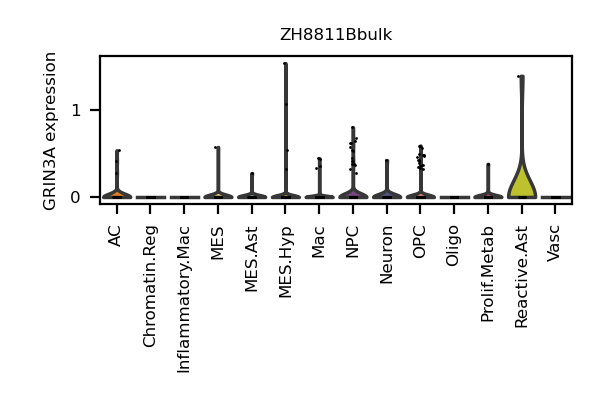 ZH8811Bbulk
GRIN3A expression
1
0
AC
Chromatin.Reg
Inflammatory.Mac
MES
MES.Ast
MES.Hyp
Mac
NPC
Neuron
OPC
Oligo
Prolif.Metab
Reactive.Ast
Vasc